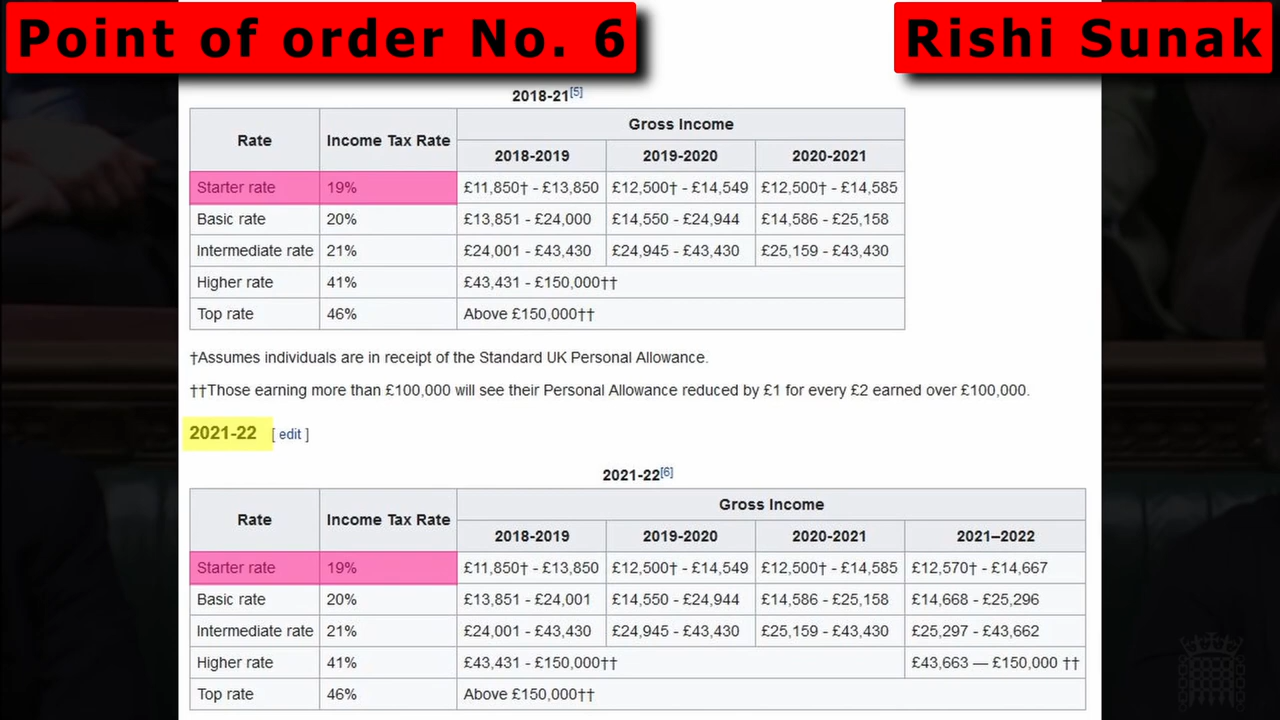 Point of order No. 6
Rishi Sunak
2018-21[5]
Rate Income Tax Rate Gross Income
2018-2019 2019-2020 2020-2021
Starter rate 19% £11,850† - £13,850 £12,500† - £14,549 £12,500† - £14,585
Basic rate 20% £13,851 - £24,000 £14,550 - £24,944 £14,586 - £25,158
Intermediate rate 21% £24,001 - £43,430 £24,945 - £43,430 £25,159 - £43,430
Higher rate 41% £43,431 - £150,000††
Top rate 46% Above £150,000††
†Assumes individuals are in receipt of the Standard UK Personal Allowance.
††Those earning more than £100,000 will see their Personal Allowance reduced by £1 for every £2 earned over £100,000.
2021-22 [ edit ]
2021-22[6]
Rate Income Tax Rate Gross Income
2018-2019 2019-2020 2020-2021 2021–2022
Starter rate 19% £11,850† - £13,850 £12,500† - £14,549 £12,500† - £14,585 £12,570† - £14,667
Basic rate 20% £13,851 - £24,001 £14,550 - £24,944 £14,586 - £25,158 £14,668 - £25,296
Intermediate rate 21% £24,001 - £43,430 £24,945 - £43,430 £25,159 - £43,430 £25,297 - £43,662
Higher rate 41% £43,431 - £150,000†† £43,663 — £150,000 ††
Top rate 46% Above £150,000††